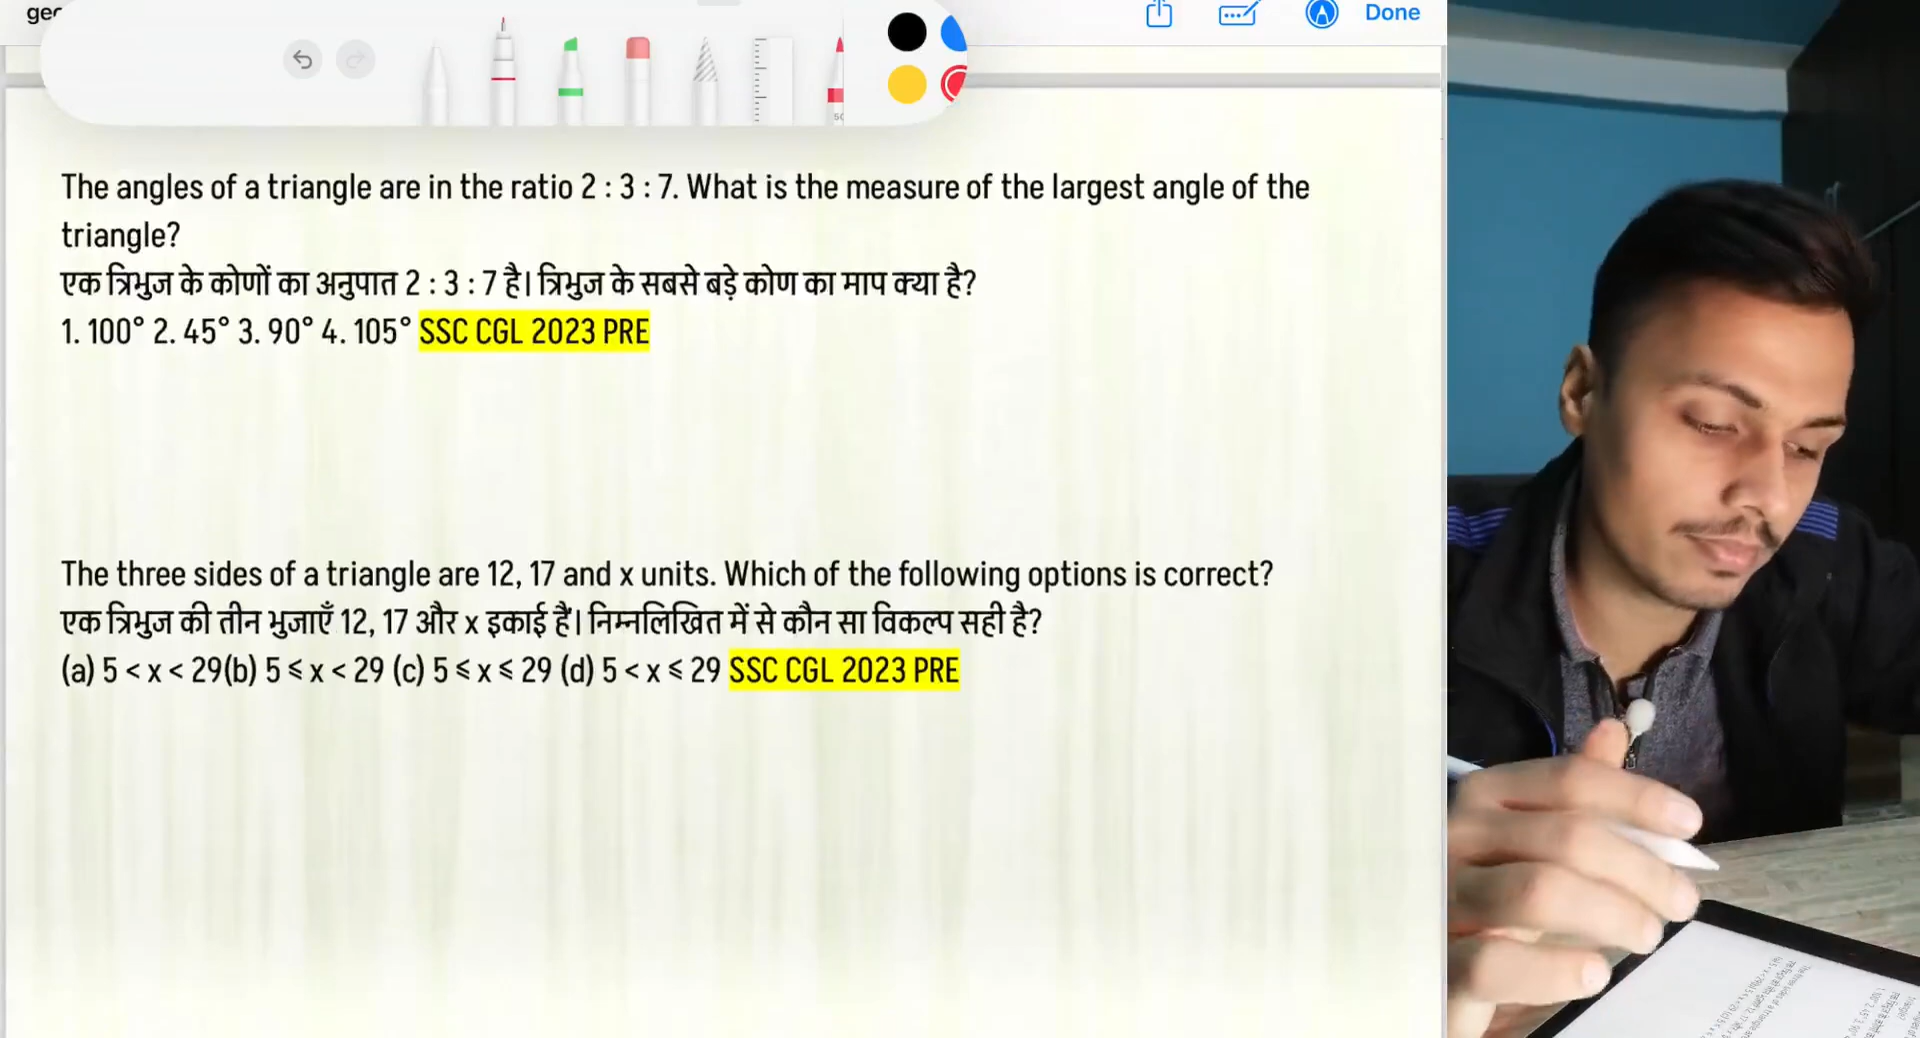 Done
The angles of a triangle are in the ratio 2 : 3 : 7. What is the measure of the largest angle of the
triangle?
एक त्रिभुज के कोणों का अनुपात 2 : 3 : 7 है। त्रिभुज के सबसे बड़े कोण का माप क्या है?
1. 100° 2. 45° 3. 90° 4. 105° SSC CGL 2023 PRE
The three sides of a triangle are 12, 17 and x units. Which of the following options is correct?
एक त्रिभुज की तीन भुजाएँ 12, 17 और x इकाई हैं। निम्नलिखित में से कौन सा विकल्प सही है?
(a) 5 < x < 29(b) 5 ≤ x < 29 (c) 5 ≤ x ≤ 29 (d) 5 < x ≤ 29 SSC CGL 2023 PRE